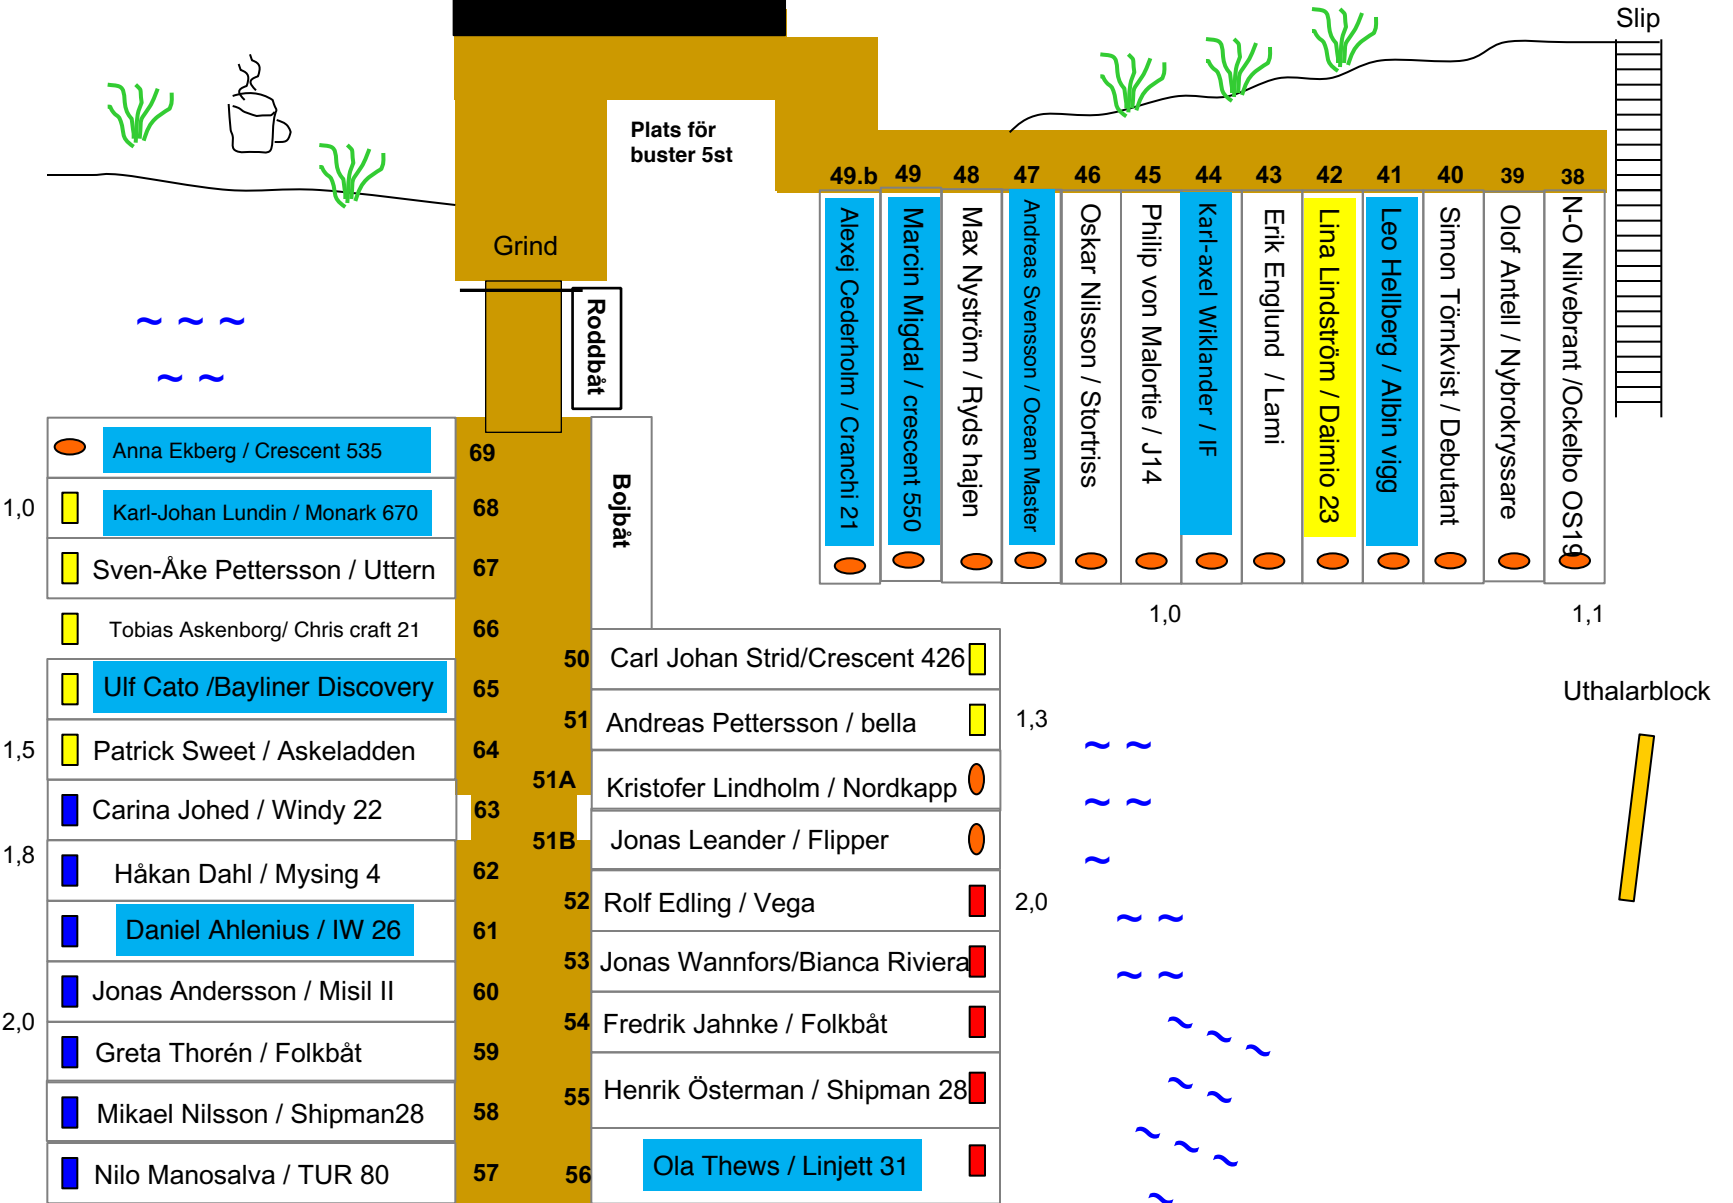 Slip
Plats för
buster 5st
49.b 49 48 47 46 45 44 43 42 41 40 39 38
Alexej Cederholm / Cranchi 21
Marcin Migdal / crescent 550
Max Nyström / Ryds hajen
Andreas Svensson / Ocean Master
Oskar Nilsson / Stortriss
Philip von Malortie / J14
Karl-axel Wiklander / IF
Erik Englund / Lami
Lina Lindström / Daimio 23
Leo Hellberg / Albin vigg
Simon Törnkvist / Debutant
Olof Antell / Nybrokryssare
N-O Nilvebrant /Ockelbo OS19
1,0
1,1
Grind
Roddbåt
Bojbåt
Uthalarblock
Anna Ekberg / Crescent 535 69
1,0 Karl-Johan Lundin / Monark 670 68
Sven-Åke Pettersson / Uttern 67
Tobias Askenborg/ Chris craft 21 66
Ulf Cato /Bayliner Discovery 65
1,5 Patrick Sweet / Askeladden 64
Carina Johed / Windy 22 63
1,8 Håkan Dahl / Mysing 4 62
Daniel Ahlenius / IW 26 61
Jonas Andersson / Misil II 60
2,0 Greta Thorén / Folkbåt 59
Mikael Nilsson / Shipman28 58
Nilo Manosalva / TUR 80 57
50 Carl Johan Strid/Crescent 426
51 Andreas Pettersson / bella 1,3
51A Kristofer Lindholm / Nordkapp
51B Jonas Leander / Flipper
52 Rolf Edling / Vega 2,0
53 Jonas Wannfors/Bianca Riviera
54 Fredrik Jahnke / Folkbåt
55 Henrik Österman / Shipman 28
56 Ola Thews / Linjett 31